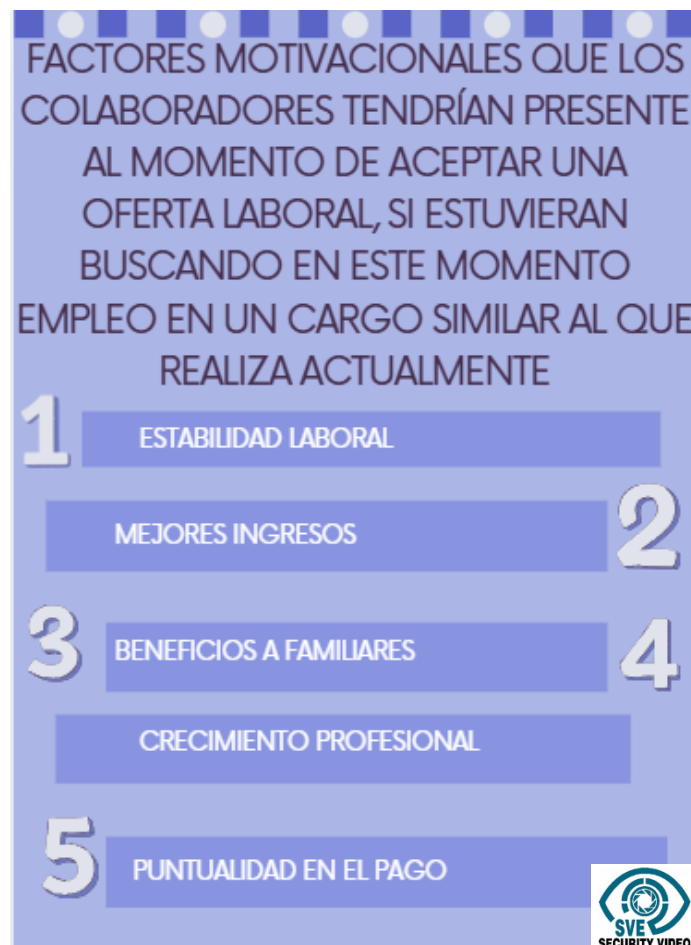 FACTORES MOTIVACIONALES QUE LOS
COLABORADORES TENDRÍAN PRESENTE
AL MOMENTO DE ACEPTAR UNA
OFERTA LABORAL, SI ESTUVIERAN
BUSCANDO EN ESTE MOMENTO
EMPLEO EN UN CARGO SIMILAR AL QUE
REALIZA ACTUALMENTE
1 ESTABILIDAD LABORAL
MEJORES INGRESOS 2
3 BENEFICIOS A FAMILIARES 4
CRECIMIENTO PROFESIONAL
5 PUNTUALIDAD EN EL PAGO
SVE
SECURITY VIDEO